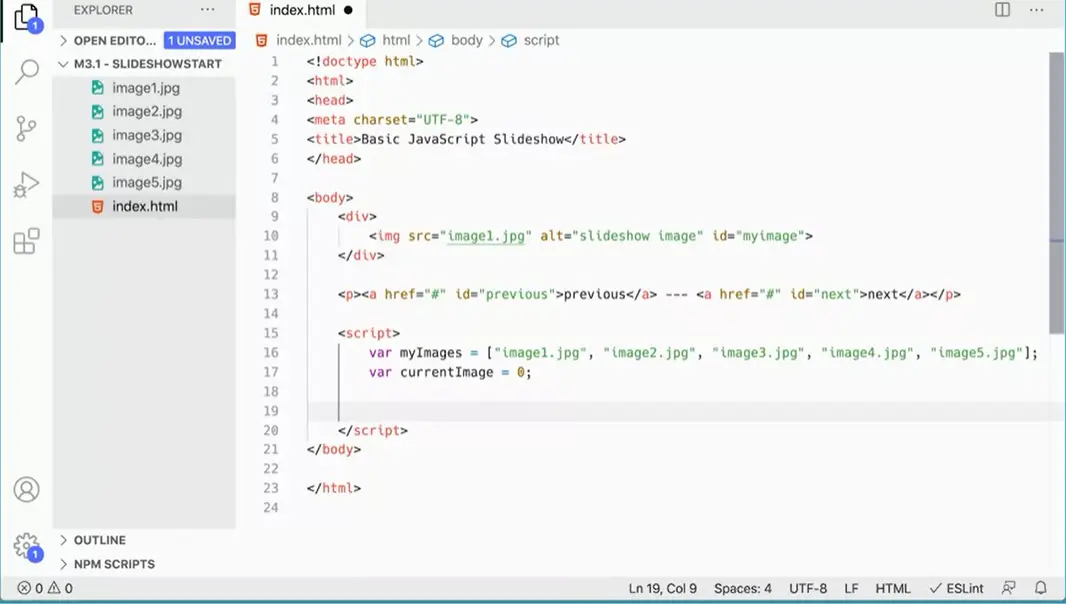 EXPLORER ···
index.html ●
···
1
OPEN EDITO... 1 UNSAVED
index.html > html > body > script
M3.1 - SLIDESHOWSTART
image1.jpg
image2.jpg
image3.jpg
image4.jpg
image5.jpg
index.html
1 <!doctype html>
2 <html>
3 <head>
4 <meta charset="UTF-8">
5 <title>Basic JavaScript Slideshow</title>
6 </head>
7
8 <body>
9 <div>
10 <img src="image1.jpg" alt="slideshow image" id="myimage">
11 </div>
12
13 <p><a href="#" id="previous">previous</a> --- <a href="#" id="next">next</a></p>
14
15 <script>
16 var myImages = ["image1.jpg", "image2.jpg", "image3.jpg", "image4.jpg", "image5.jpg"];
17 var currentImage = 0;
18
19
20 </script>
21 </body>
22
23 </html>
24
OUTLINE
1
NPM SCRIPTS
0 0 Ln 19, Col 9 Spaces: 4 UTF-8 LF HTML ESLint